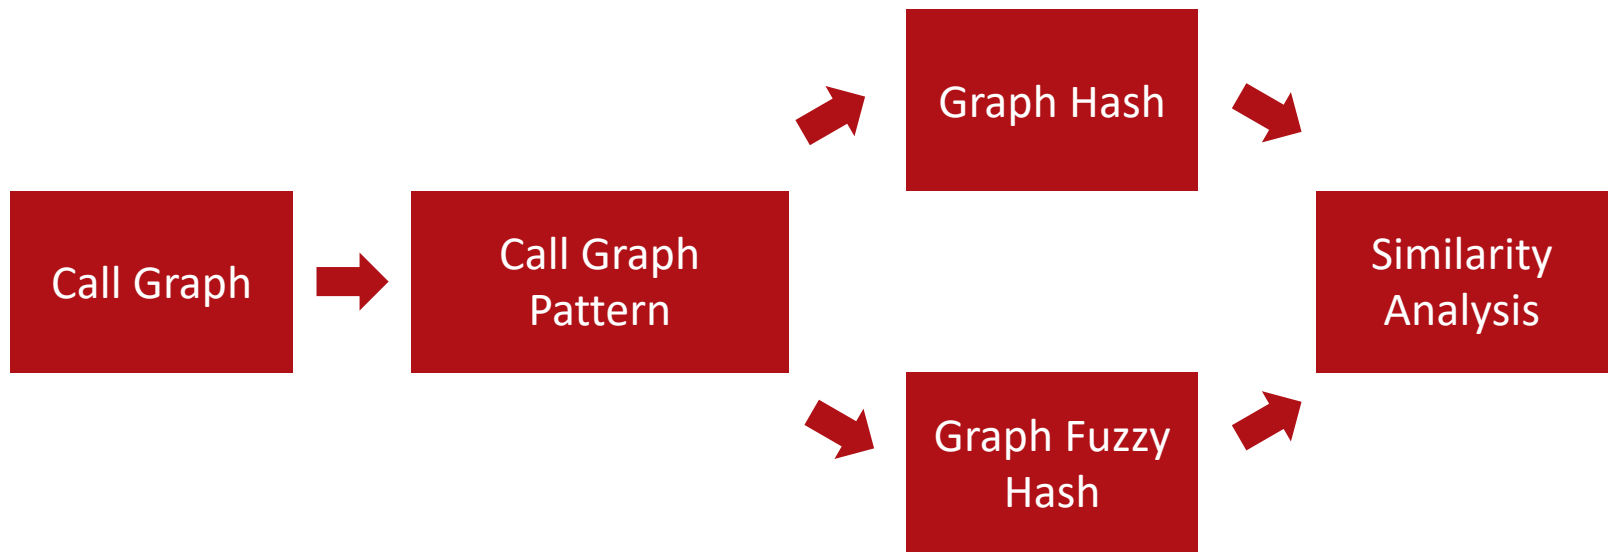 Call Graph
Call Graph
Pattern
Graph Hash
Graph Fuzzy
Hash
Similarity
Analysis